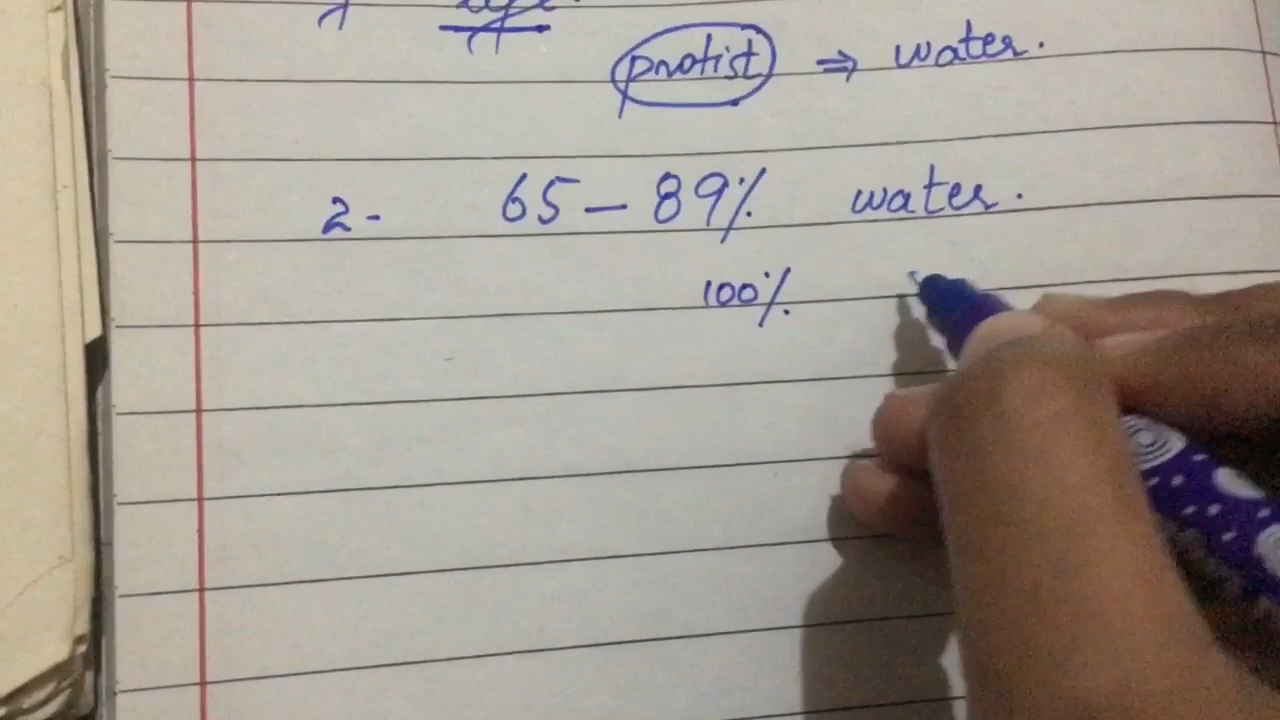 protist ⇒ water.
2- 65 – 89% water.
100%